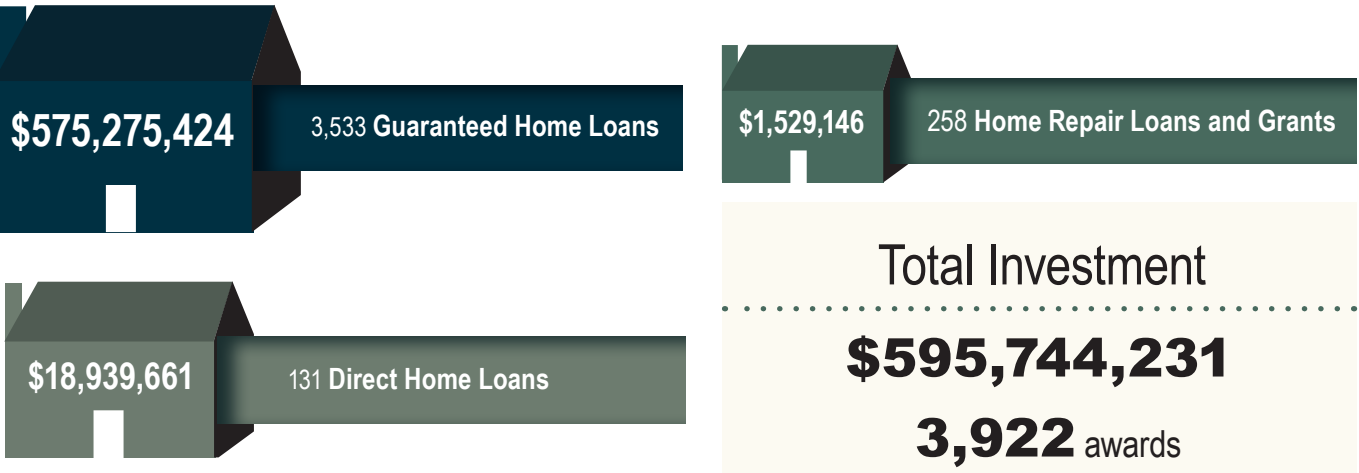 $575,275,424
3,533 Guaranteed Home Loans
$18,939,661
131 Direct Home Loans
$1,529,146
258 Home Repair Loans and Grants
Total Investment
$595,744,231
3,922 awards